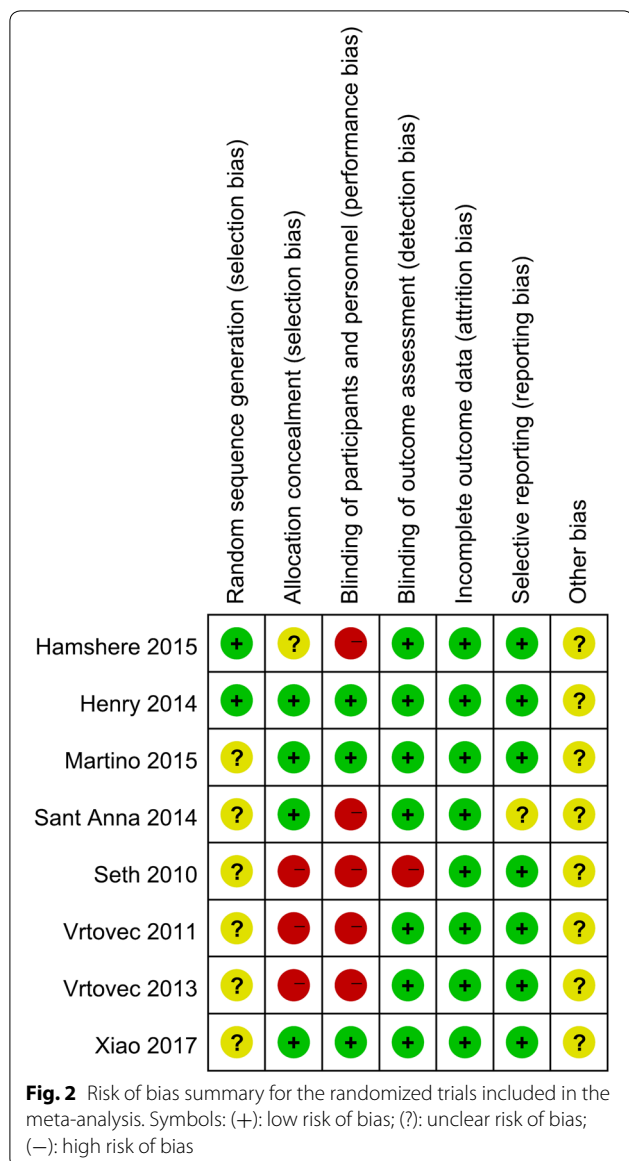 Random sequence generation (selection bias)
Allocation concealment (selection bias)
Blinding of participants and personnel (performance bias)
Blinding of outcome assessment (detection bias)
Incomplete outcome data (attrition bias)
Selective reporting (reporting bias)
Other bias
Hamshere 2015 + ? − + + + ?
Henry 2014 + + + + + + ?
Martino 2015 ? + + + + + ?
Sant Anna 2014 ? + − + + ? ?
Seth 2010 ? − − − + + ?
Vrtovec 2011 ? − − + + + ?
Vrtovec 2013 ? − − + + + ?
Xiao 2017 ? + + + + + ?
Fig. 2 Risk of bias summary for the randomized trials included in the
meta-analysis. Symbols: (+): low risk of bias; (?): unclear risk of bias;
(−): high risk of bias